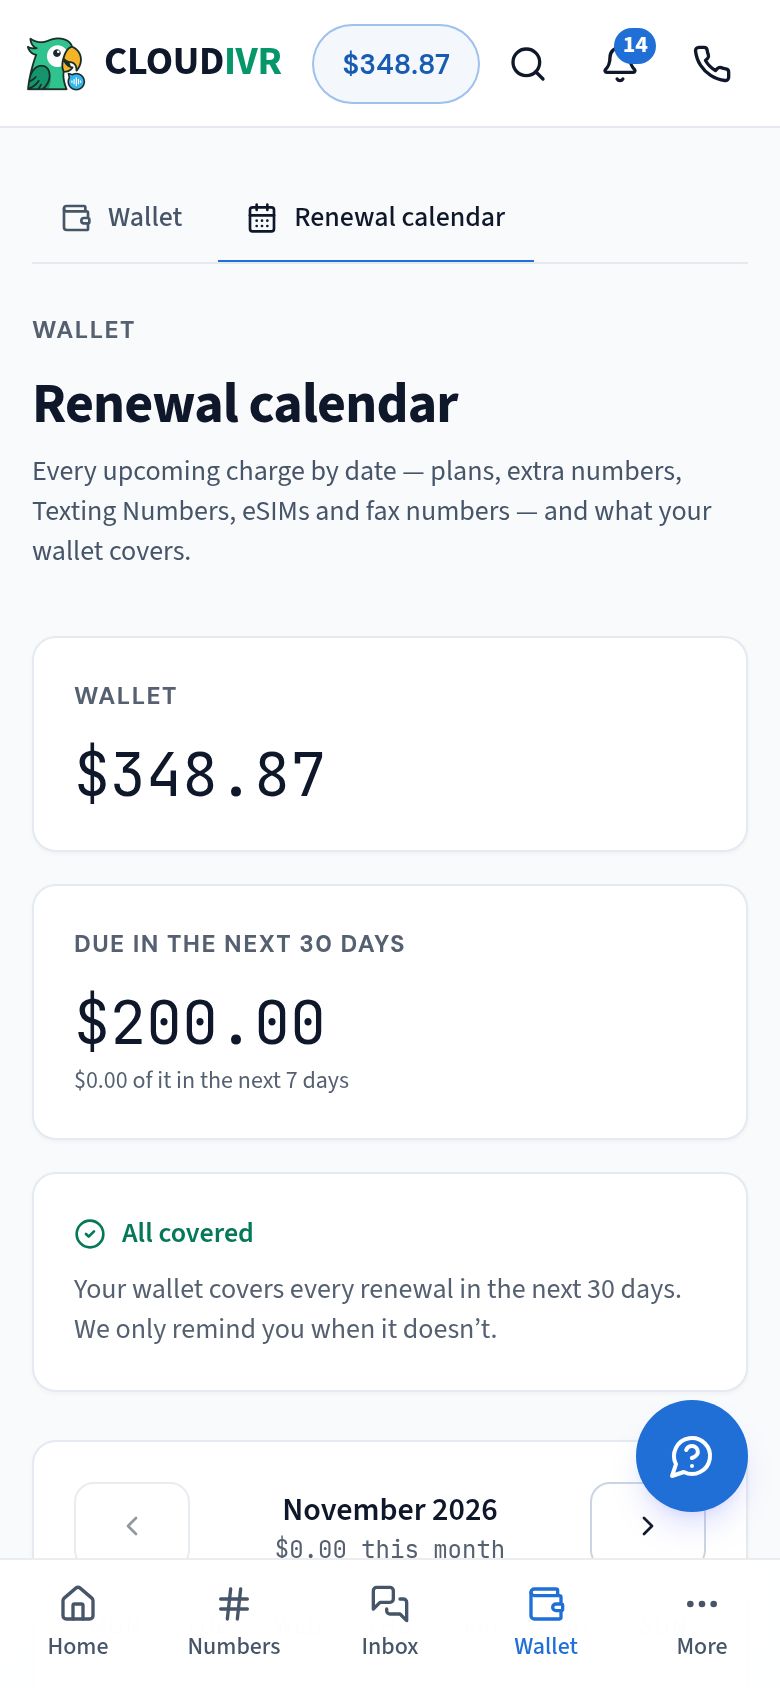 CLOUDIVR
$348.87
14
Wallet
Renewal calendar
WALLET
Renewal calendar
Every upcoming charge by date — plans, extra numbers,
Texting Numbers, eSIMs and fax numbers — and what your
wallet covers.
WALLET
$348.87
DUE IN THE NEXT 30 DAYS
$200.00
$0.00 of it in the next 7 days
All covered
Your wallet covers every renewal in the next 30 days.
We only remind you when it doesn’t.
November 2026
$0.00 this month
Home
Numbers
Inbox
Wallet
More